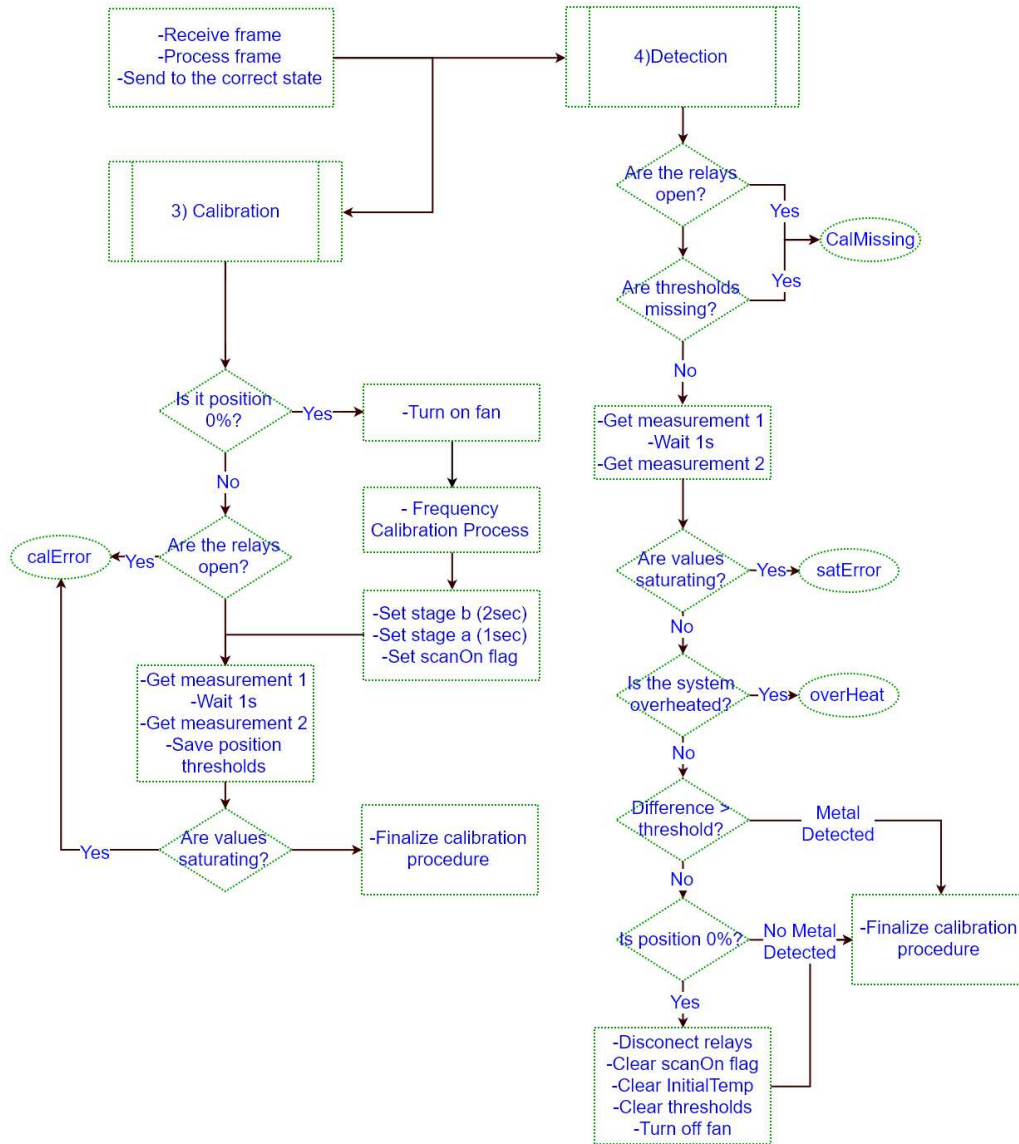 -Receive frame
-Process frame
-Send to the correct state
4)Detection
3) Calibration
Are the relays
open?
Yes
CalMissing
Are thresholds
missing?
Yes
No
Is it position
0%?
Yes
-Turn on fan
No
- Frequency
Calibration Process
calError
Yes
Are the relays
open?
-Set stage b (2sec)
-Set stage a (1sec)
-Set scanOn flag
-Get measurement 1
-Wait 1s
-Get measurement 2
-Save position
thresholds
Yes
Are values
saturating?
-Finalize calibration
procedure
-Get measurement 1
-Wait 1s
-Get measurement 2
Are values
saturating?
Yes
satError
No
Is the system
overheated?
Yes
overHeat
No
Difference >
threshold?
Metal
Detected
No
Is position 0%?
No Metal
Detected
-Finalize calibration
procedure
Yes
-Disconect relays
-Clear scanOn flag
-Clear InitialTemp
-Clear thresholds
-Turn off fan